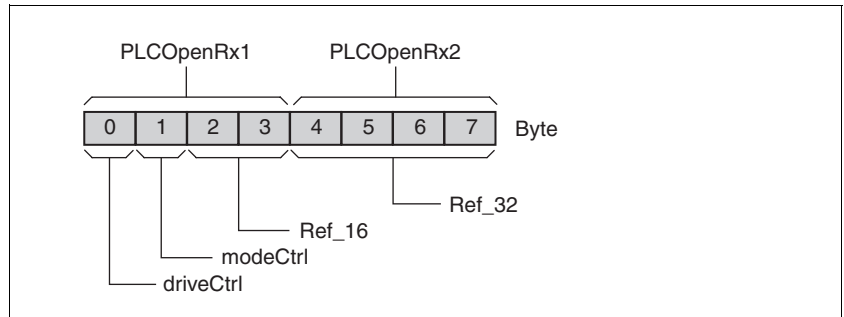 PLCOpenRx1 PLCOpenRx2
0 1 2 3 4 5 6 7 Byte
Ref_32
Ref_16
modeCtrl
driveCtrl